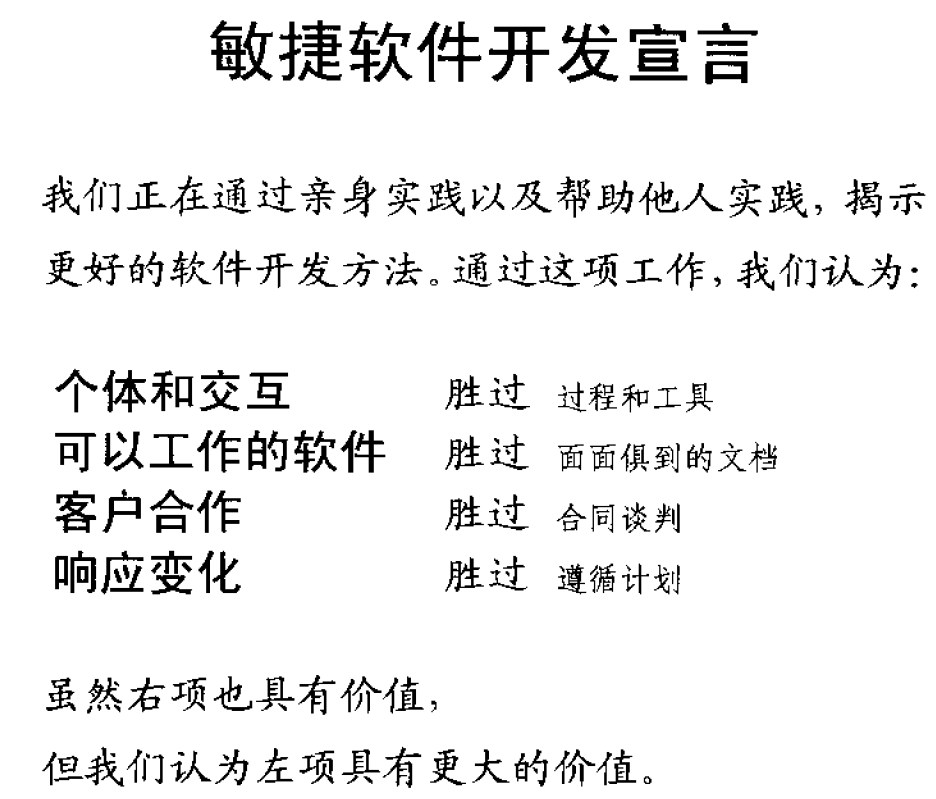 敏捷软件开发宣言
我们正在通过亲身实践以及帮助他人实践，揭示
更好的软件开发方法。通过这项工作，我们认为：
个体和交互 胜过 过程和工具
可以工作的软件 胜过 面面俱到的文档
客户合作 胜过 合同谈判
响应变化 胜过 遵循计划
虽然右项也具有价值，
但我们认为左项具有更大的价值。